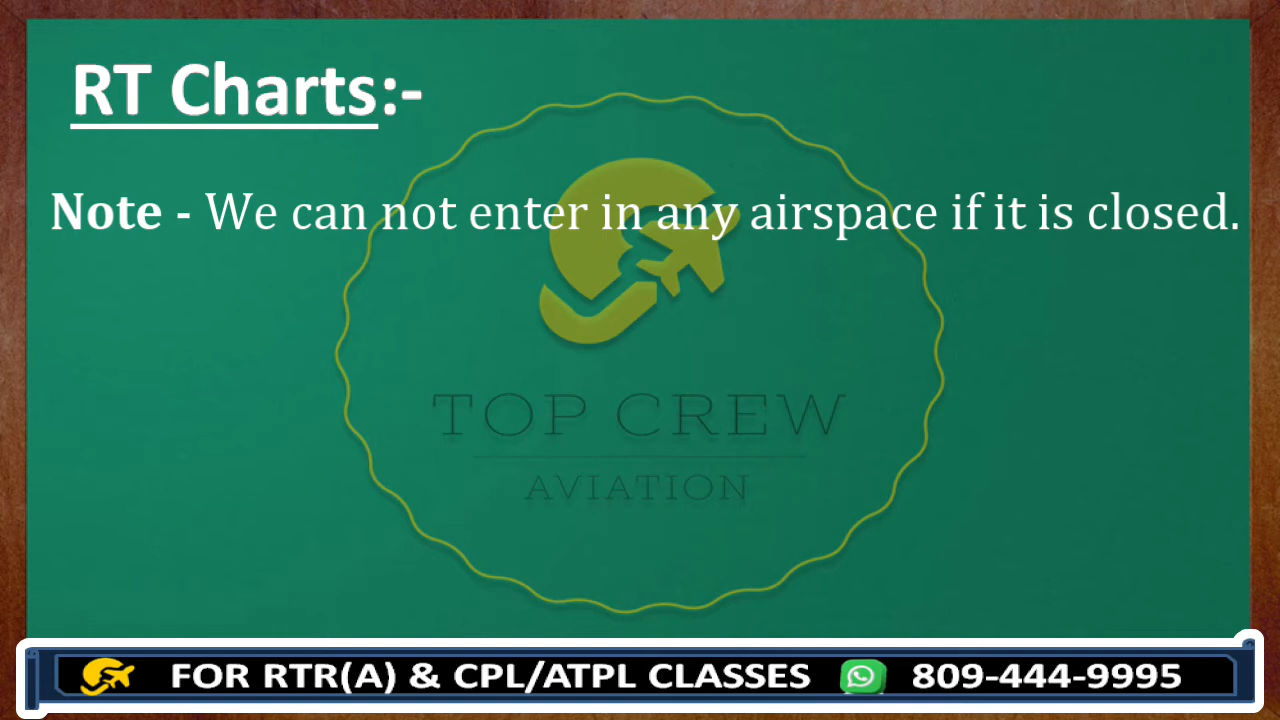 RT Charts:-
Note - We can not enter in any airspace if it is closed.
TOP CREW
AVIATION
FOR RTR(A) & CPL/ATPL CLASSES 809-444-9995